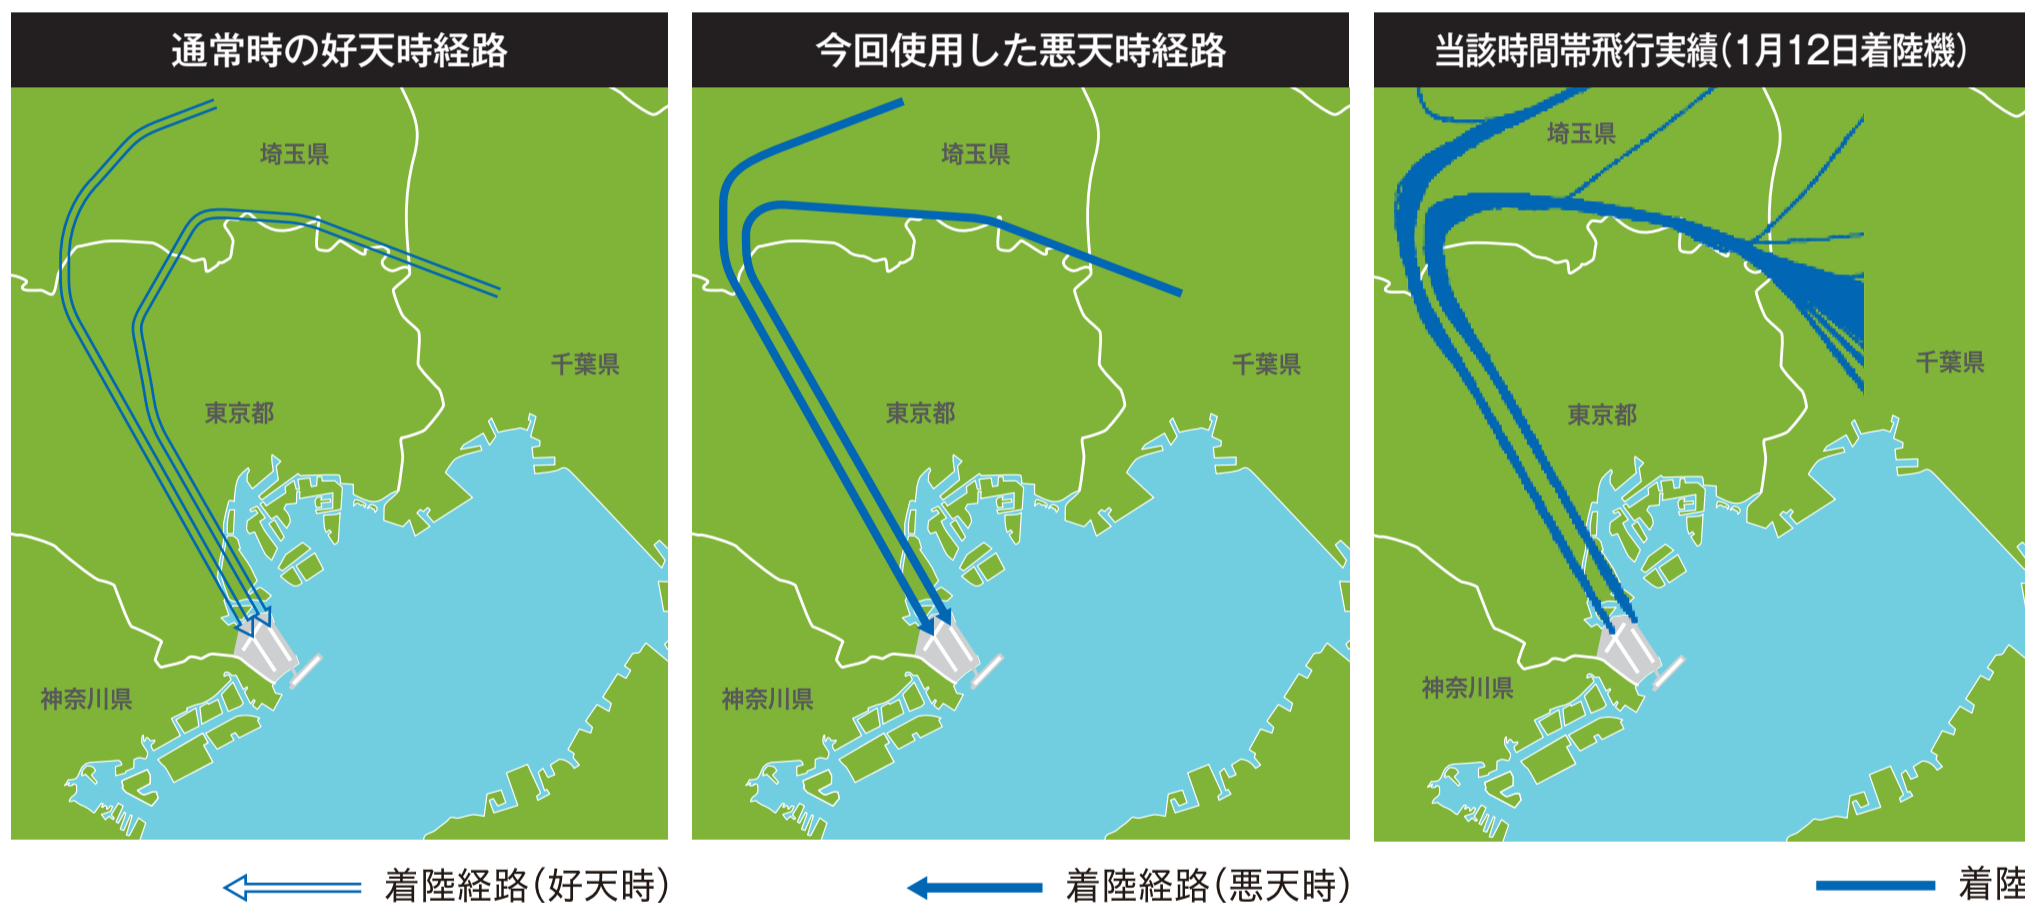 通常時の好天時経路
今回使用した悪天時経路
当該時間帯飛行実績(1月12日着陸機)
埼玉県
千葉県
東京都
神奈川県
埼玉県
千葉県
東京都
神奈川県
埼玉県
千葉県
東京都
神奈川県
着陸経路(好天時)
着陸経路(悪天時)
着陸